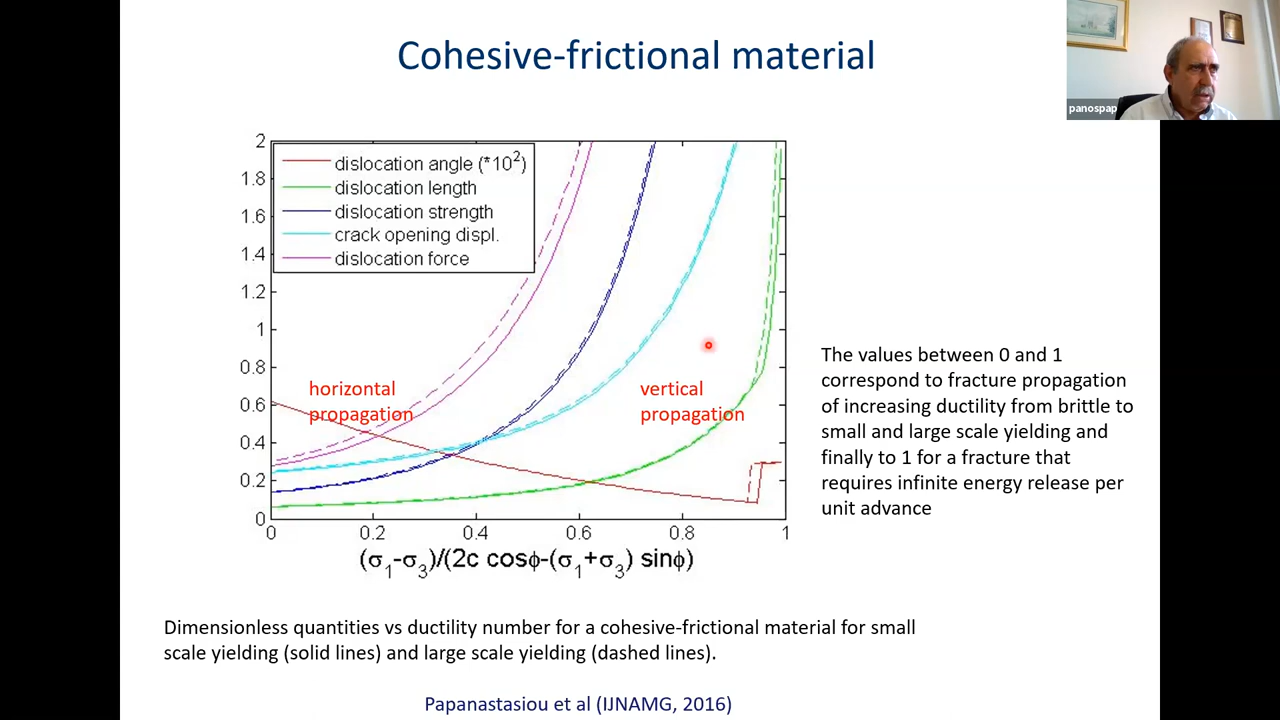 Cohesive-frictional material
panospap
2
1.8
1.6
1.4
1.2
1
0.8
0.6
0.4
0.2
0
dislocation angle (*10²)
dislocation length
dislocation strength
crack opening displ.
dislocation force
horizontal
propagation
vertical
propagation
0 0.2 0.4 0.6 0.8 1
(σ₁-σ₃)/(2c cosϕ-(σ₁+σ₃) sinϕ)
The values between 0 and 1
correspond to fracture propagation
of increasing ductility from brittle to
small and large scale yielding and
finally to 1 for a fracture that
requires infinite energy release per
unit advance
Dimensionless quantities vs ductility number for a cohesive-frictional material for small
scale yielding (solid lines) and large scale yielding (dashed lines).
Papanastasiou et al (IJNAMG, 2016)